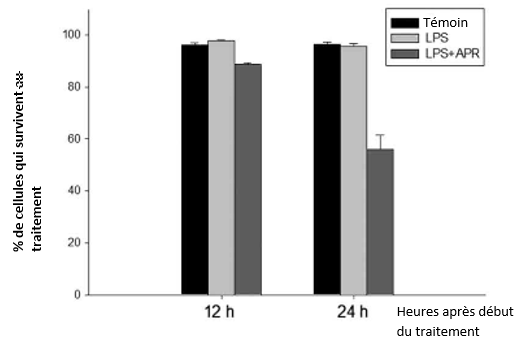 Témoin
LPS
LPS+APR
% de cellules qui survivent au
traitement
100
80
60
40
20
0
12 h
24 h
Heures après début
du traitement